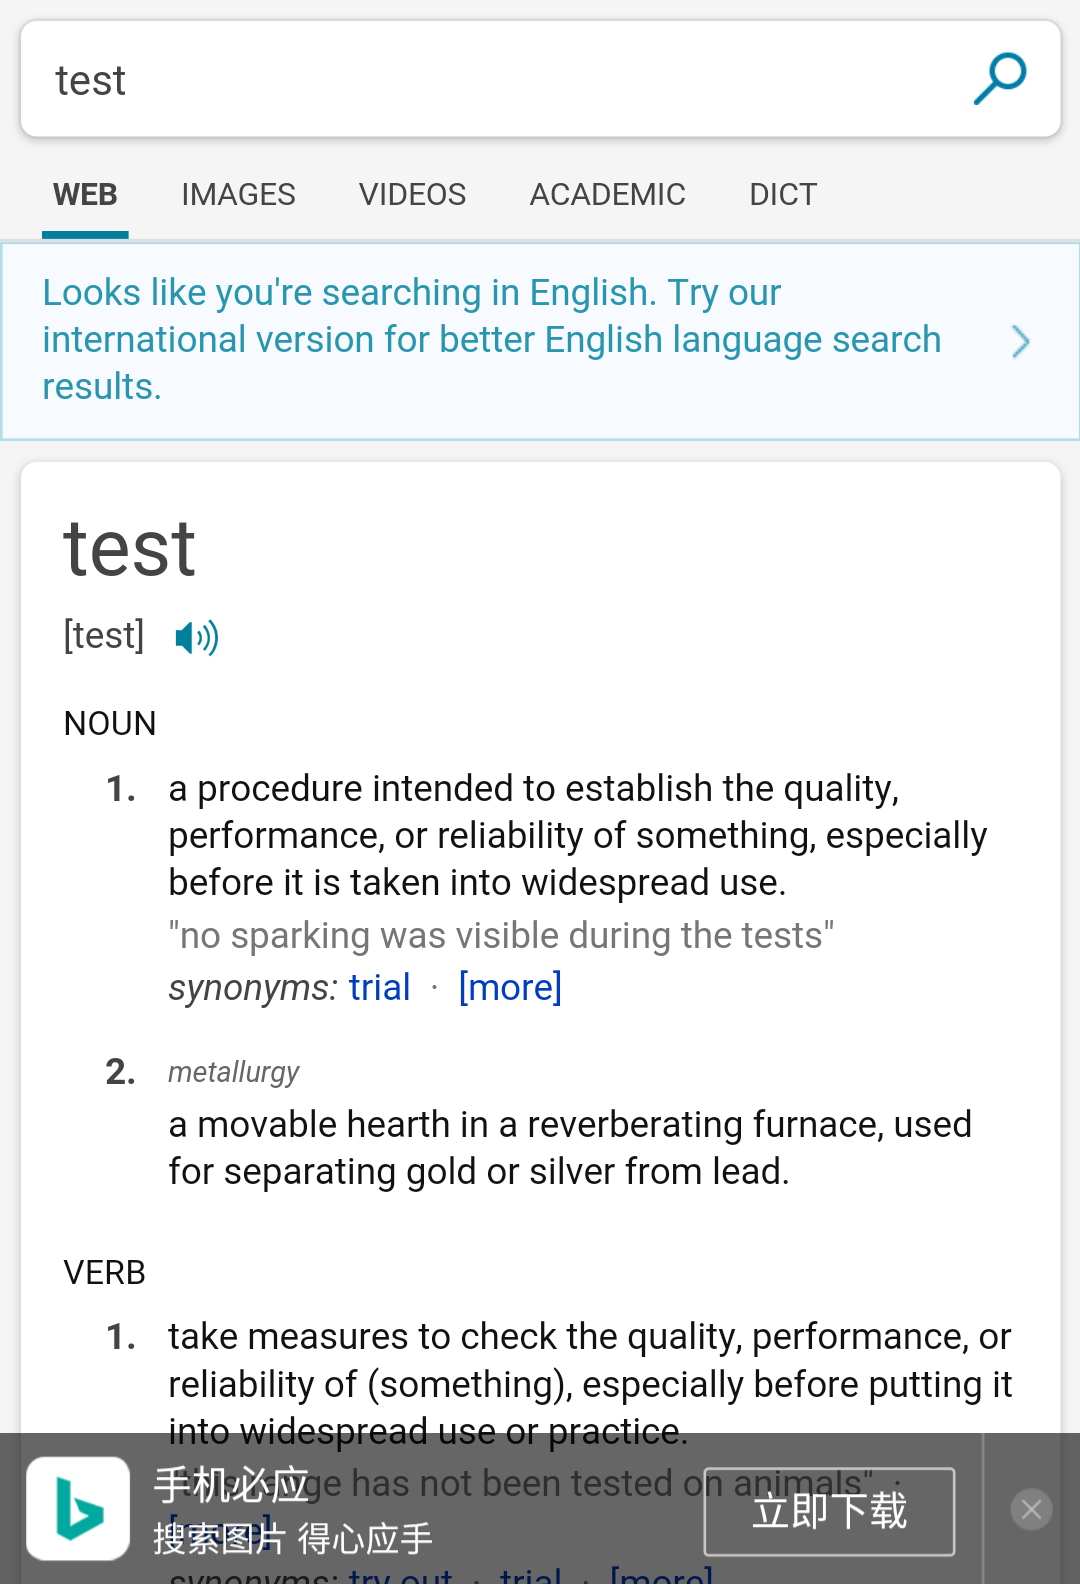 test
WEB IMAGES VIDEOS ACADEMIC DICT
Looks like you're searching in English. Try our
international version for better English language search
results.
test
[test]
NOUN
1. a procedure intended to establish the quality,
performance, or reliability of something, especially
before it is taken into widespread use.
"no sparking was visible during the tests"
synonyms: trial · [more]
2. metallurgy
a movable hearth in a reverberating furnace, used
for separating gold or silver from lead.
VERB
1. take measures to check the quality, performance, or
reliability of (something), especially before putting it
into widespread use or practice.
"this range has not been tested on animals" ·
[more]
synonyms: try out · trial · [more]
手机必应
搜索图片 得心应手
立即下载